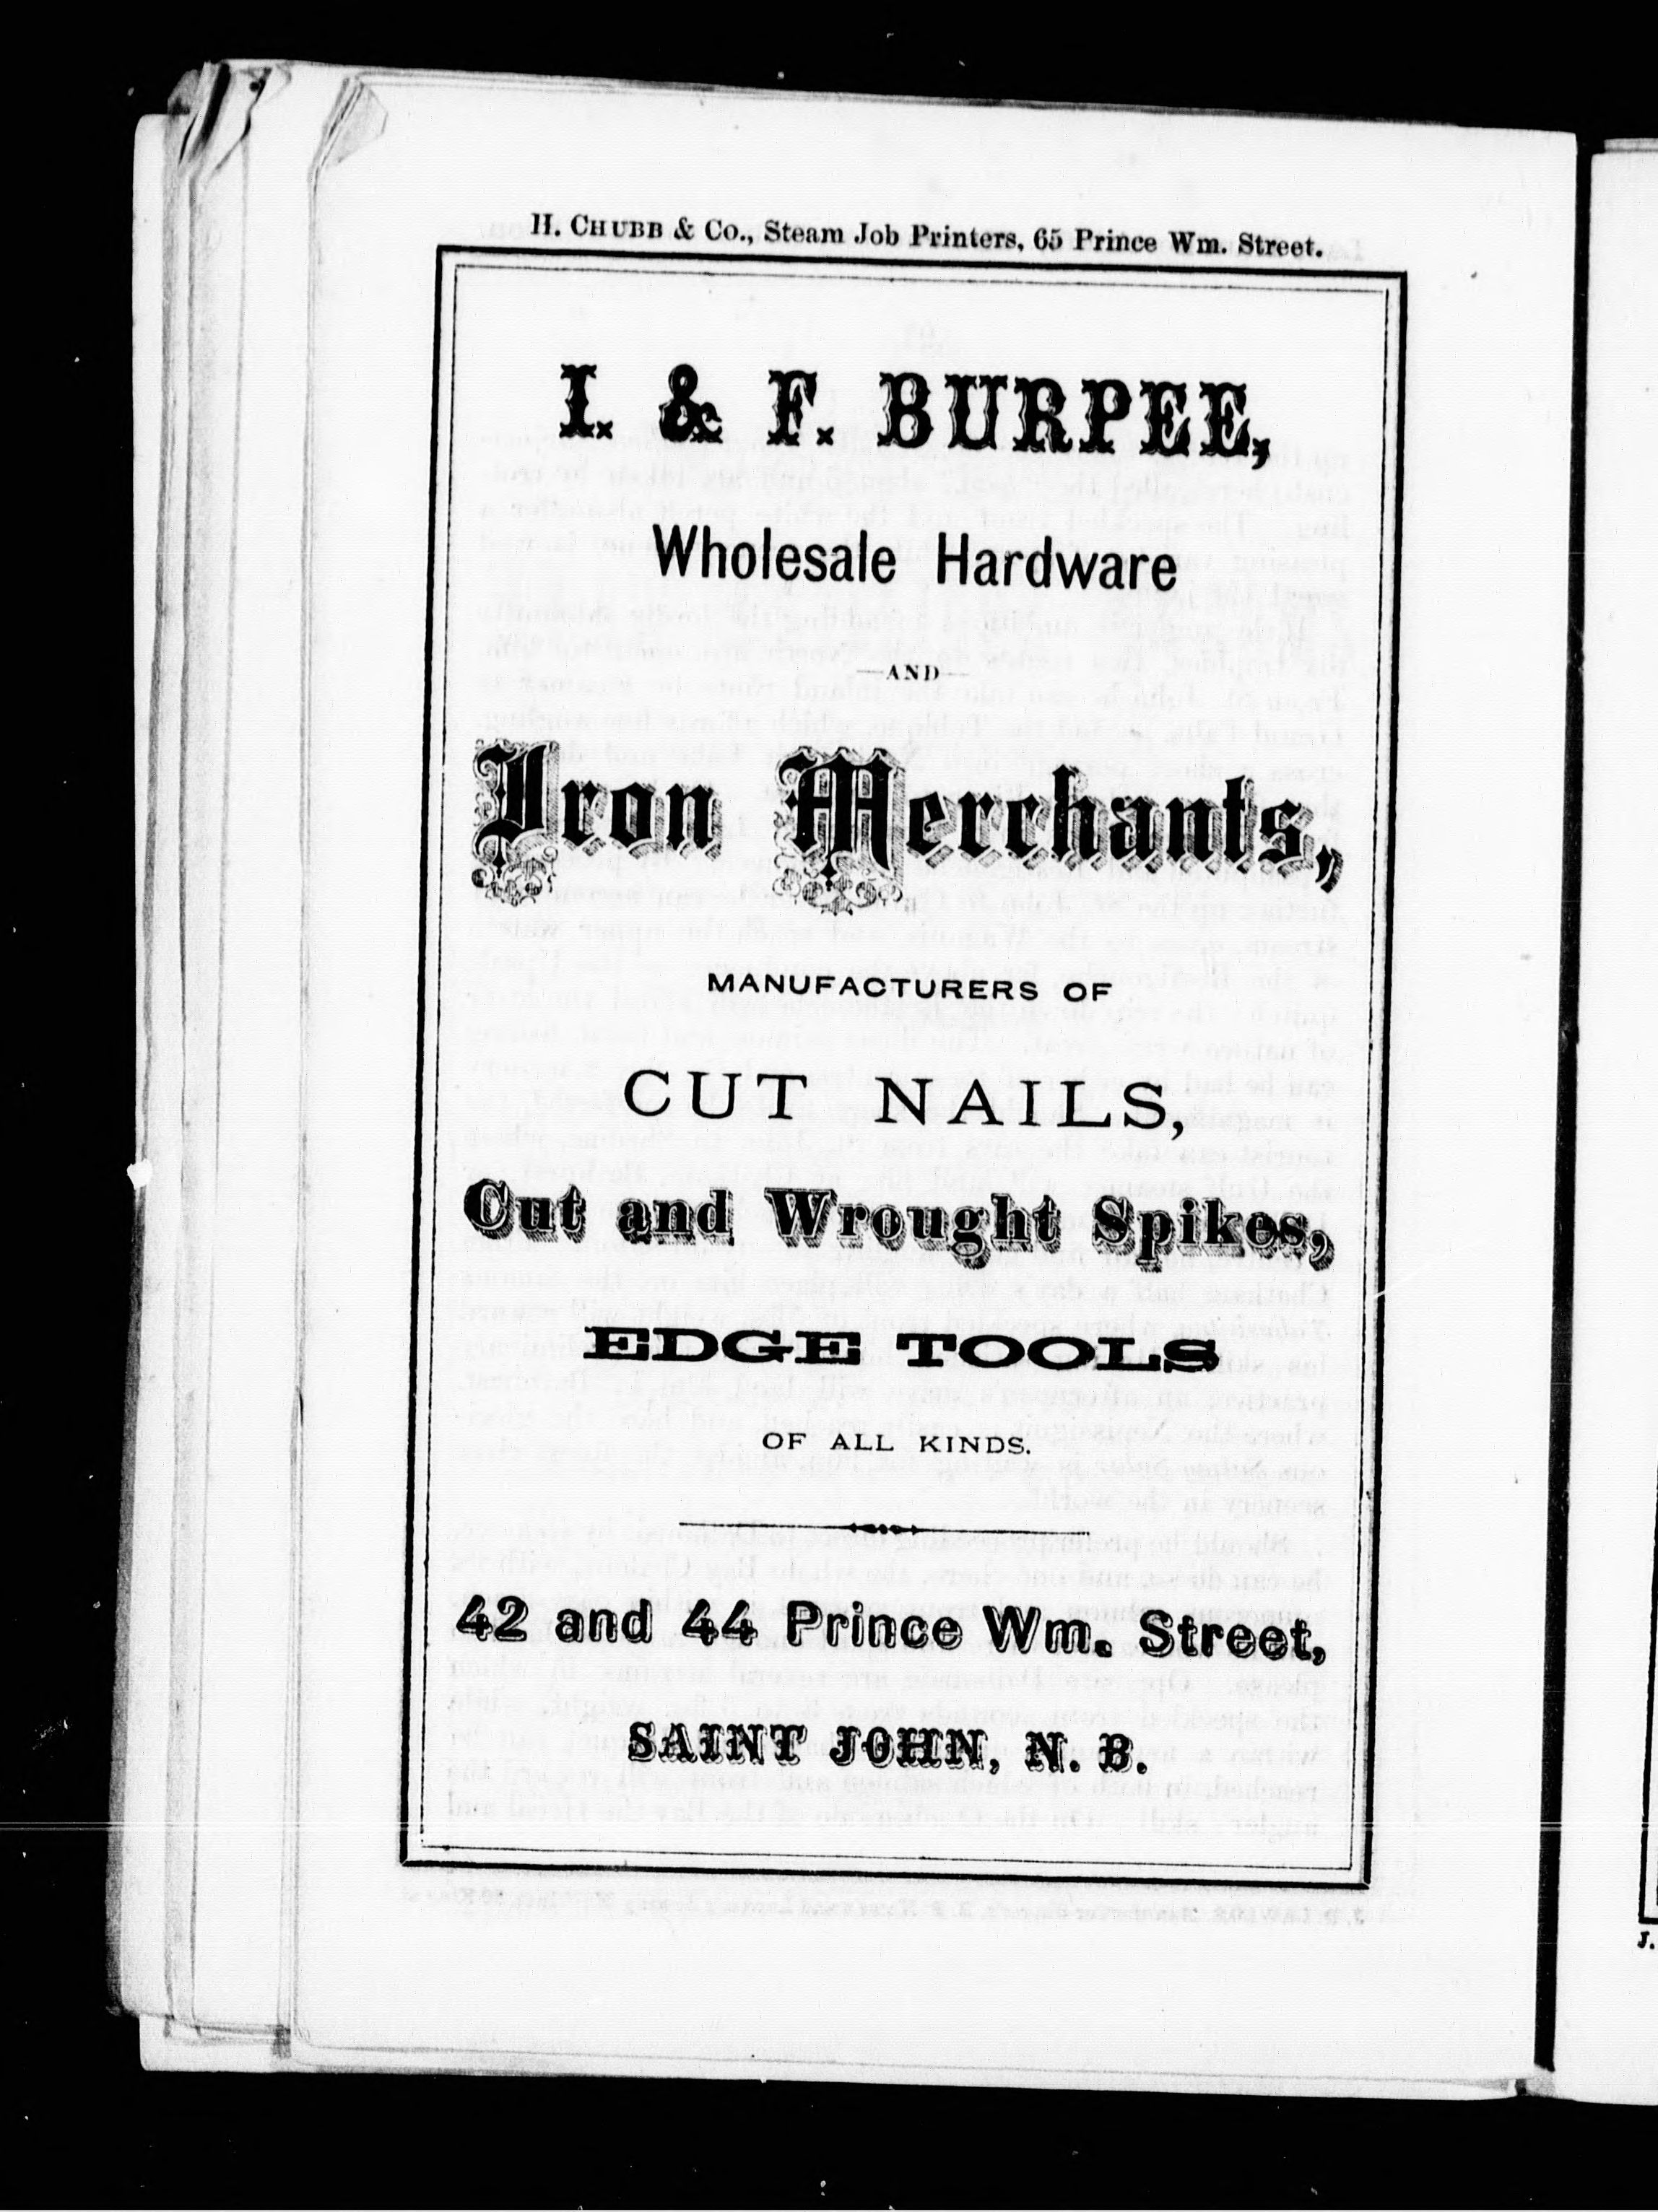 H. CHUBB & Co., Steam Job Printers, 65 Prince Wm. Street.
I. & F. BURPEE,
Wholesale Hardware
—AND—
Iron Merchants,
MANUFACTURERS OF
CUT NAILS,
Cut and Wrought Spikes,
EDGE TOOLS
OF ALL KINDS.
42 and 44 Prince Wm. Street,
SAINT JOHN, N. B.
J.